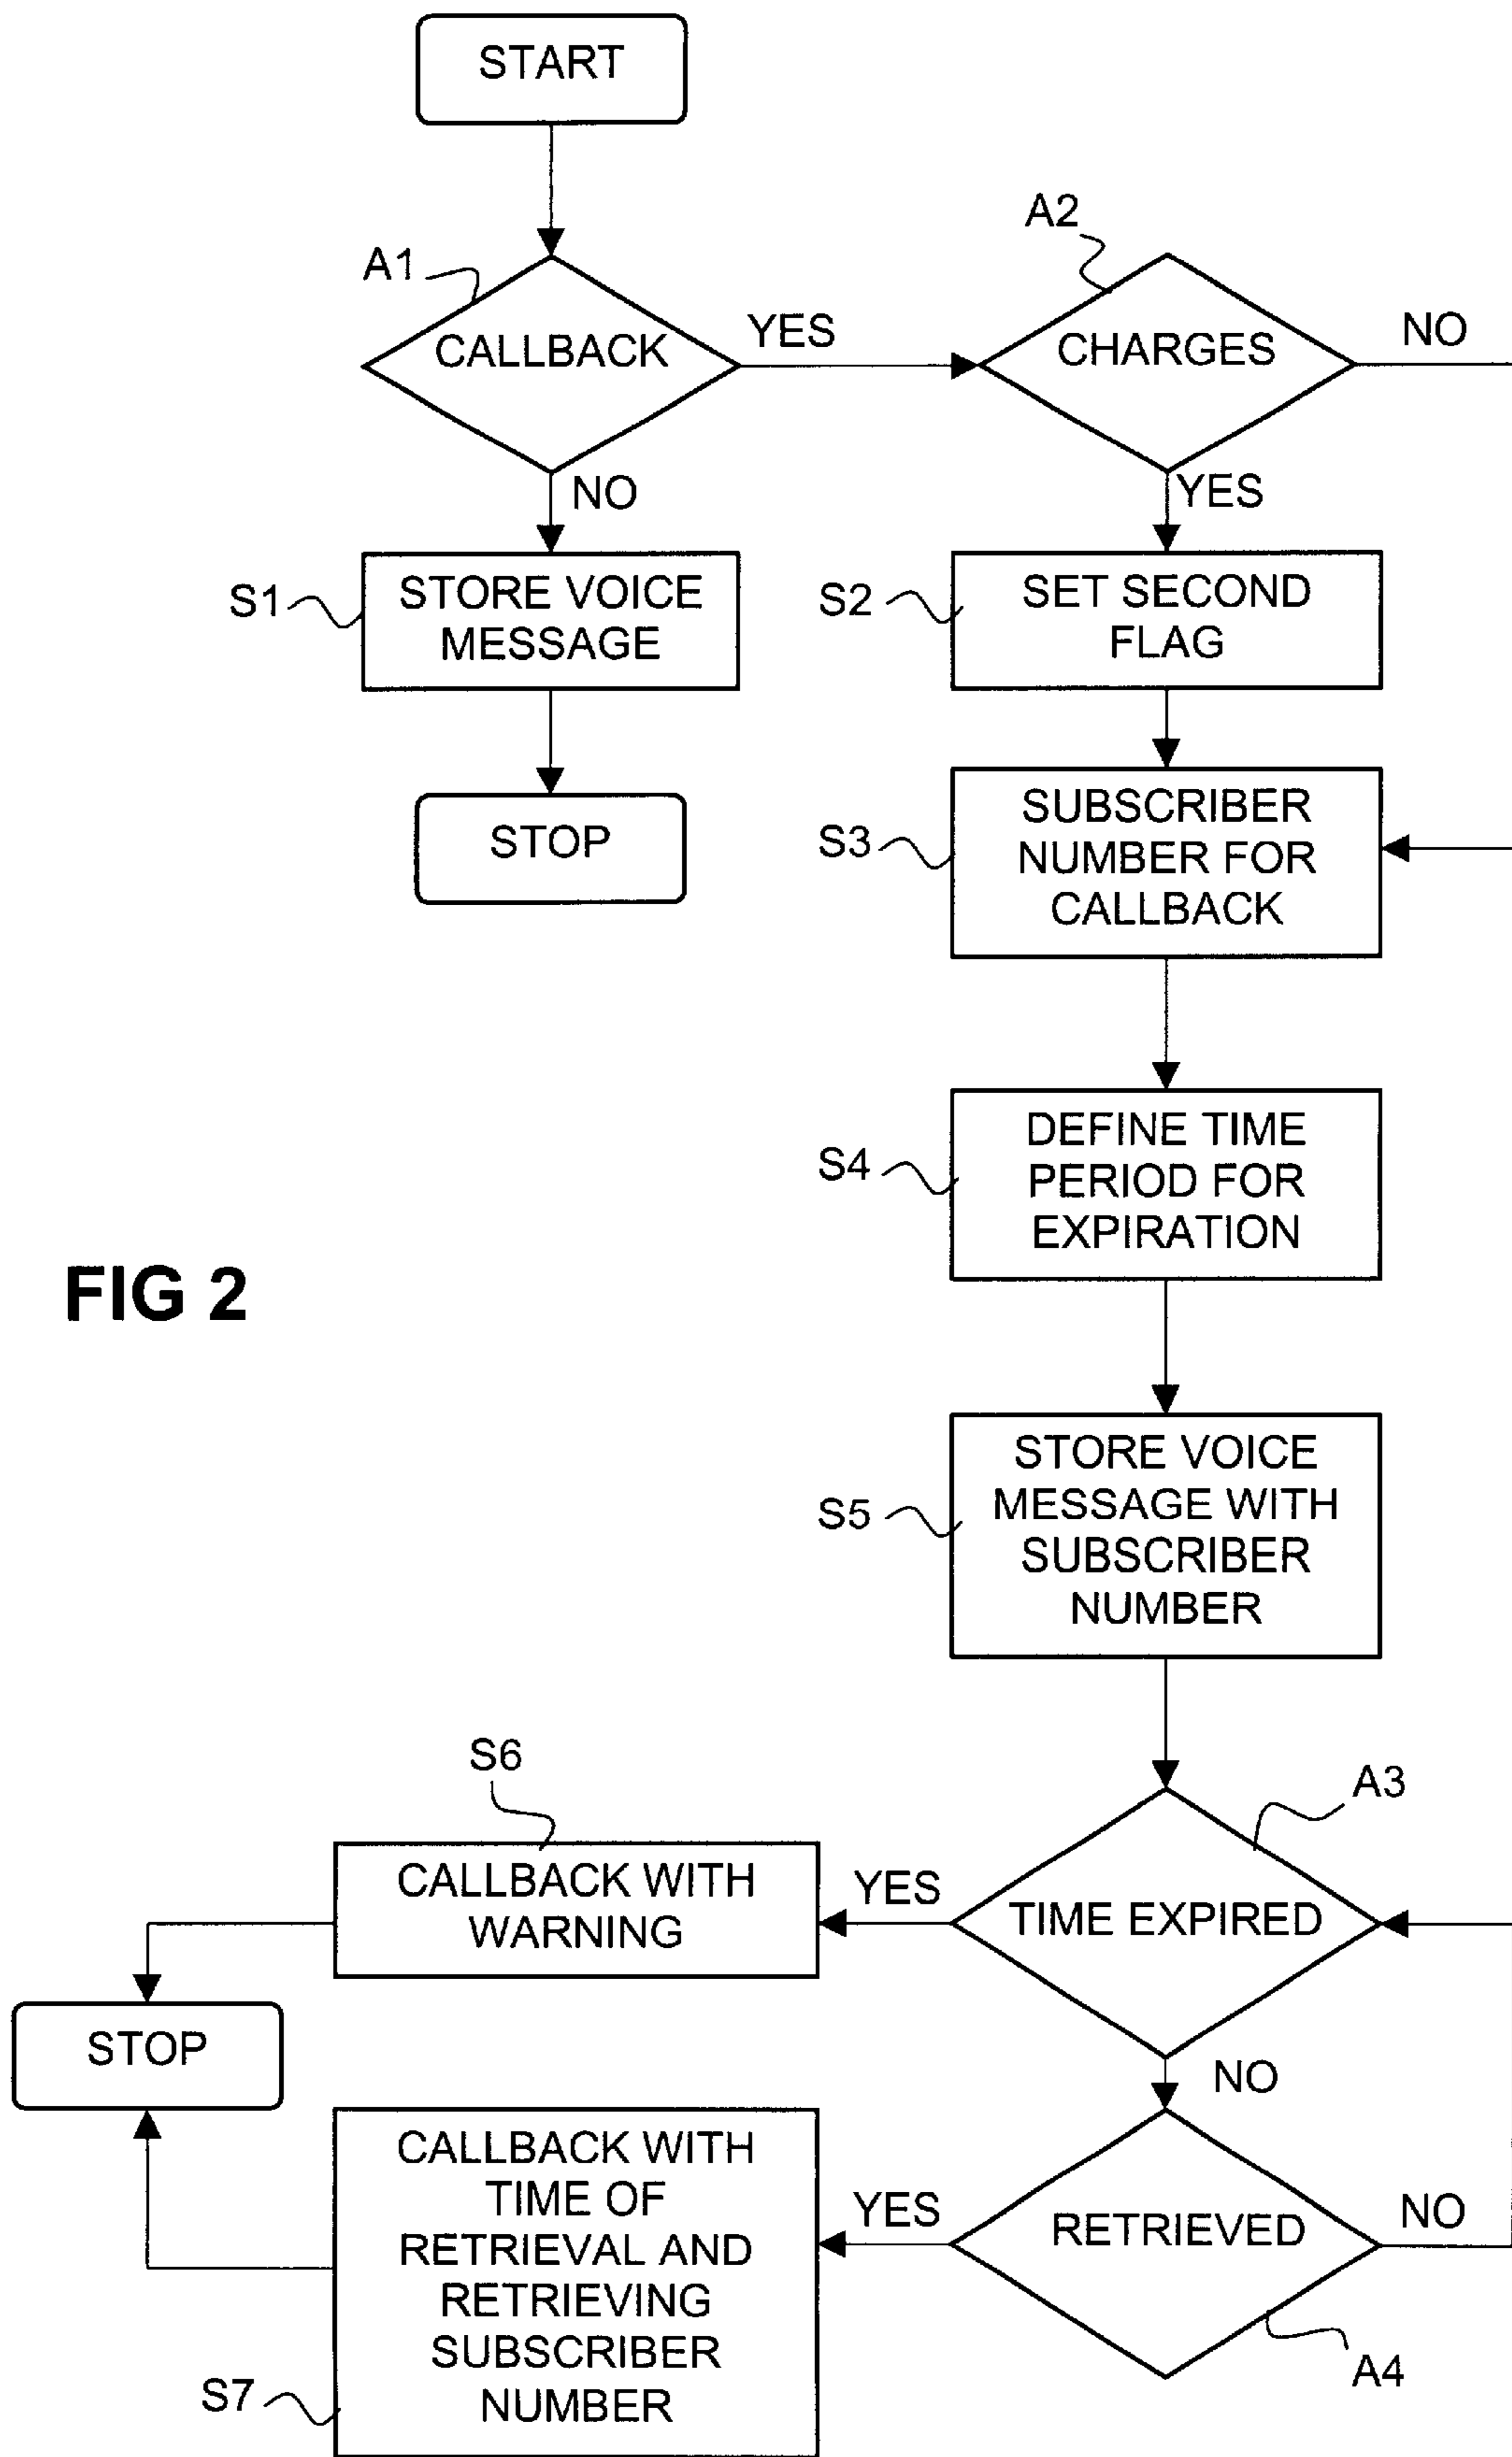 START
A1
CALLBACK
YES
A2
CHARGES
NO
NO
YES
S1
STORE VOICE
MESSAGE
S2
SET SECOND
FLAG
STOP
S3
SUBSCRIBER
NUMBER FOR
CALLBACK
S4
DEFINE TIME
PERIOD FOR
EXPIRATION
FIG 2
S5
STORE VOICE
MESSAGE WITH
SUBSCRIBER
NUMBER
S6
CALLBACK WITH
WARNING
YES
A3
TIME EXPIRED
STOP
NO
CALLBACK WITH
TIME OF
RETRIEVAL AND
RETRIEVING
SUBSCRIBER
NUMBER
S7
YES
RETRIEVED
NO
A4